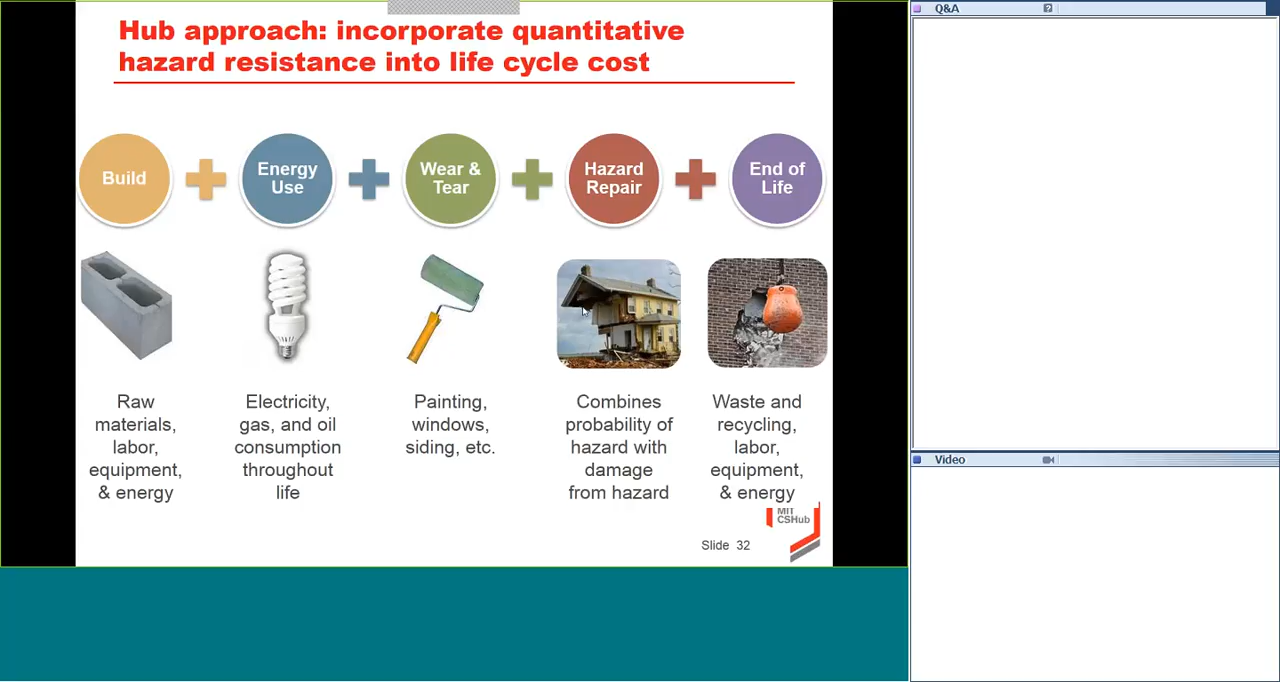 Hub approach: incorporate quantitative
hazard resistance into life cycle cost
Build
Energy
Use
Wear &
Tear
Hazard
Repair
End of
Life
Raw
materials,
labor,
equipment,
& energy
Electricity,
gas, and oil
consumption
throughout
life
Painting,
windows,
siding, etc.
Combines
probability of
hazard with
damage
from hazard
Waste and
recycling,
labor,
equipment,
& energy
MIT
CSHub
Slide 32
Q&A
?
Video